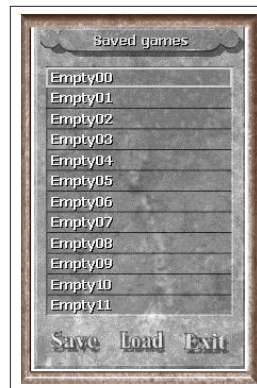 Saved games
Empty00
Empty01
Empty02
Empty03
Empty04
Empty05
Empty06
Empty07
Empty08
Empty09
Empty10
Empty11
Save Load Exit